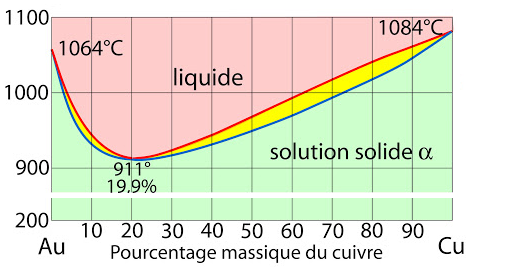 1100
1064°C
1084°C
liquide
1000
solution solide α
900
911°
19,9%
200
10 20 30 40 50 60 70 80 90
Au
Cu
Pourcentage massique du cuivre